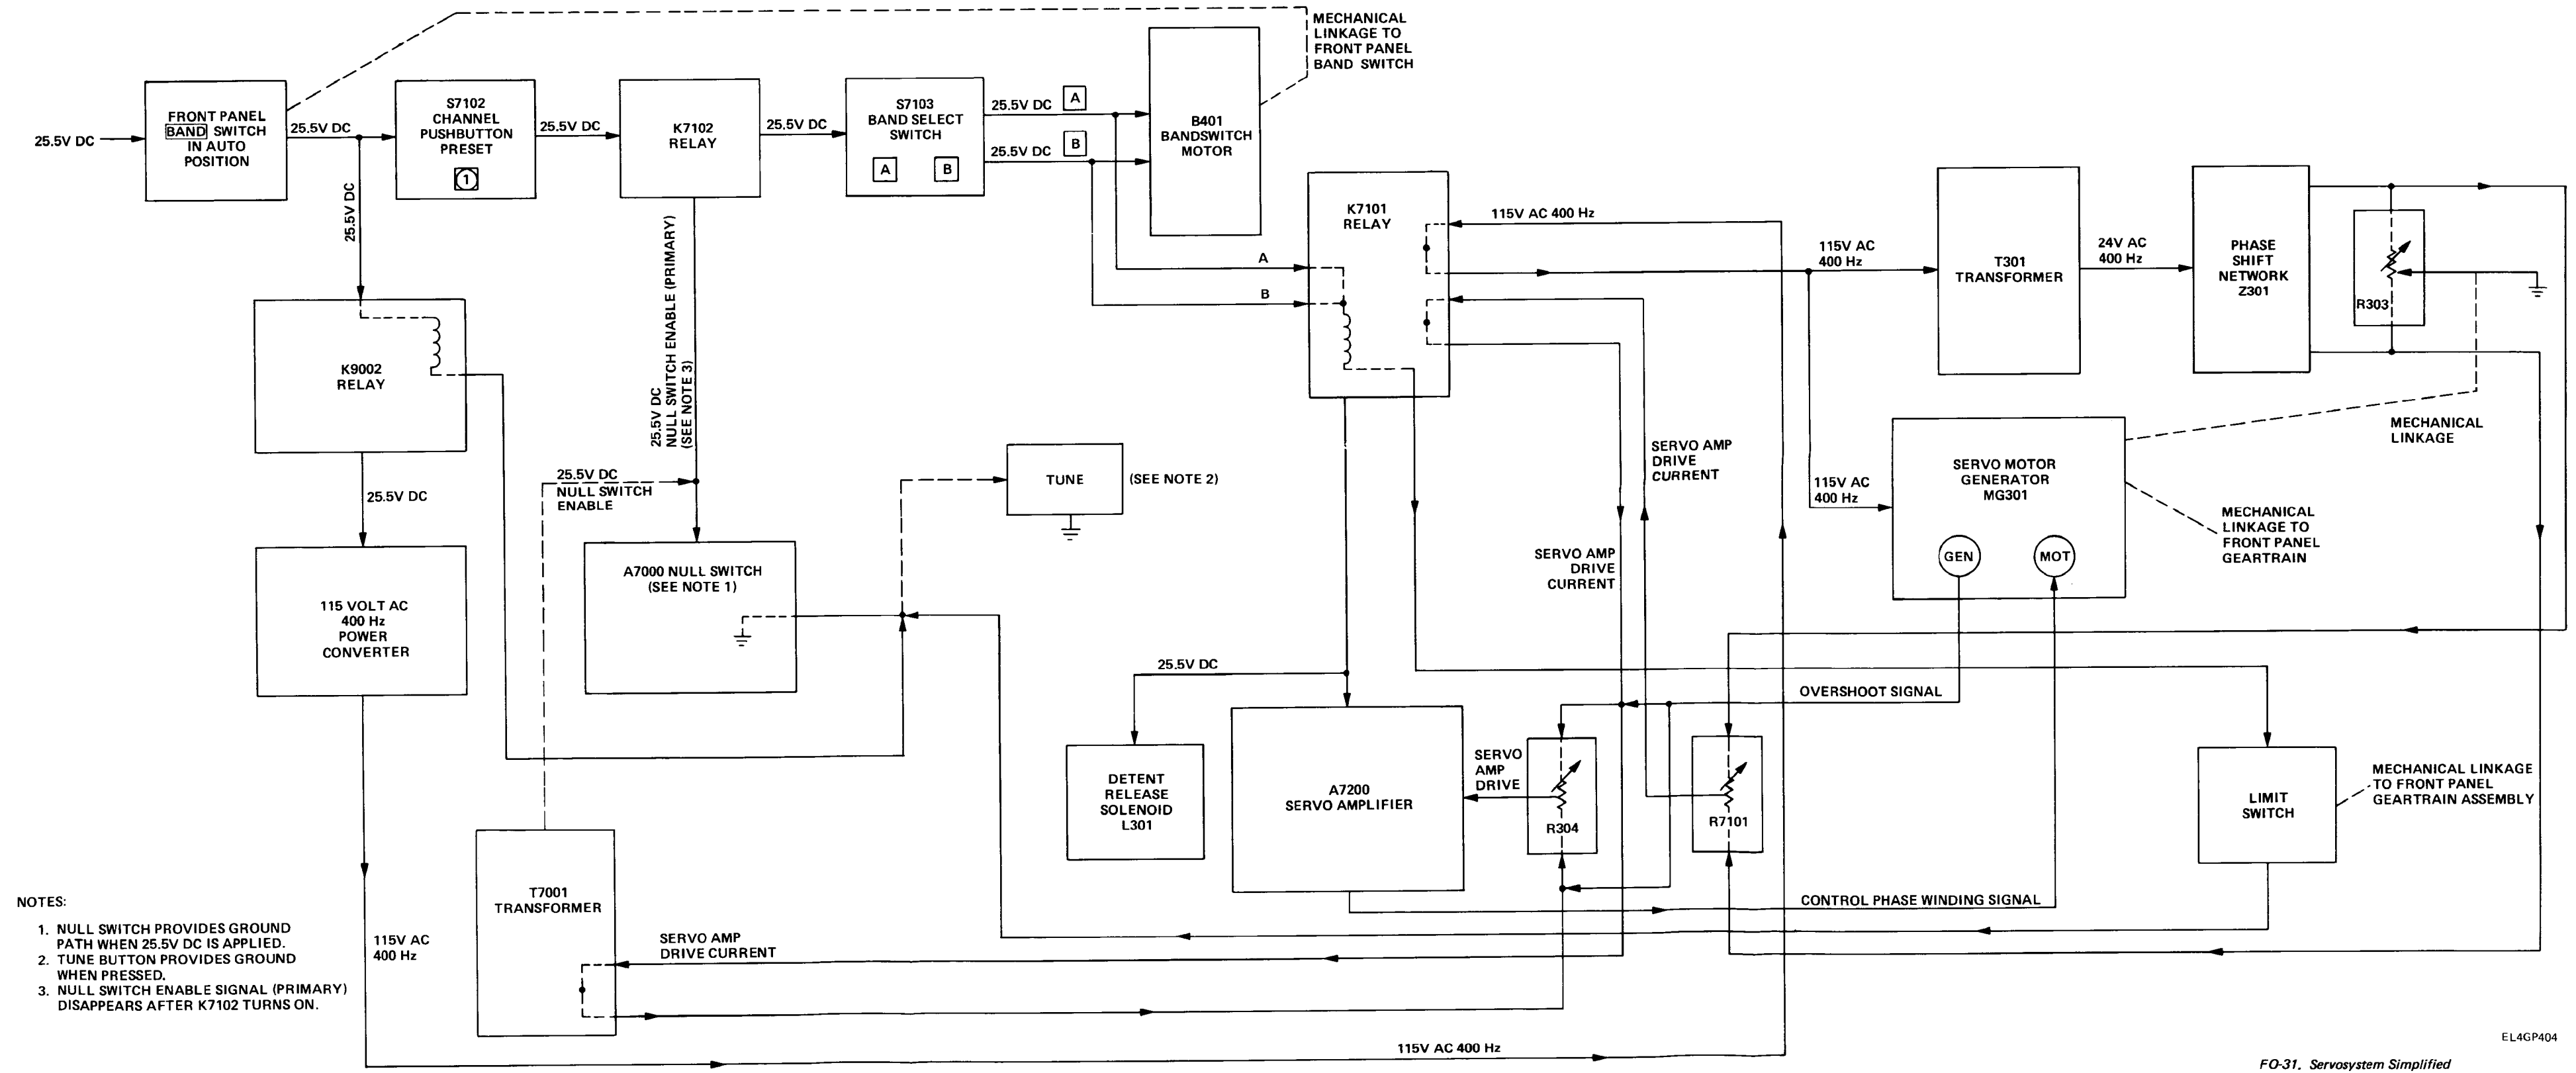 MECHANICAL
LINKAGE TO
FRONT PANEL
BAND SWITCH
25.5V DC
FRONT PANEL
BAND SWITCH
IN AUTO
POSITION
25.5V DC
S7102
CHANNEL
PUSHBUTTON
PRESET
1
25.5V DC
K7102
RELAY
25.5V DC
S7103
BAND SELECT
SWITCH
A B
25.5V DC A
25.5V DC B
B401
BANDSWITCH
MOTOR
25.5V DC
K9002
RELAY
25.5V DC
115 VOLT AC
400 Hz
POWER
CONVERTER
115V AC
400 Hz
25.5V DC
NULL SWITCH ENABLE (PRIMARY)
(SEE NOTE 3)
25.5V DC
NULL SWITCH
ENABLE
A7000 NULL SWITCH
(SEE NOTE 1)
TUNE
(SEE NOTE 2)
A
B
K7101
RELAY
115V AC 400 Hz
115V AC
400 Hz
T301
TRANSFORMER
24V AC
400 Hz
PHASE
SHIFT
NETWORK
Z301
R303
MECHANICAL
LINKAGE
SERVO AMP
DRIVE
CURRENT
SERVO AMP
DRIVE
CURRENT
115V AC
400 Hz
SERVO MOTOR
GENERATOR
MG301
GEN
MOT
MECHANICAL
LINKAGE TO
FRONT PANEL
GEARTRAIN
25.5V DC
DETENT
RELEASE
SOLENOID
L301
A7200
SERVO AMPLIFIER
SERVO
AMP
DRIVE
R304
R7101
OVERSHOOT SIGNAL
LIMIT
SWITCH
MECHANICAL LINKAGE
TO FRONT PANEL
GEARTRAIN ASSEMBLY
CONTROL PHASE WINDING SIGNAL
T7001
TRANSFORMER
SERVO AMP
DRIVE CURRENT
115V AC 400 Hz
NOTES:
1. NULL SWITCH PROVIDES GROUND
PATH WHEN 25.5V DC IS APPLIED.
2. TUNE BUTTON PROVIDES GROUND
WHEN PRESSED.
3. NULL SWITCH ENABLE SIGNAL (PRIMARY)
DISAPPEARS AFTER K7102 TURNS ON.
EL4GP404
FO-31. Servosystem Simplified